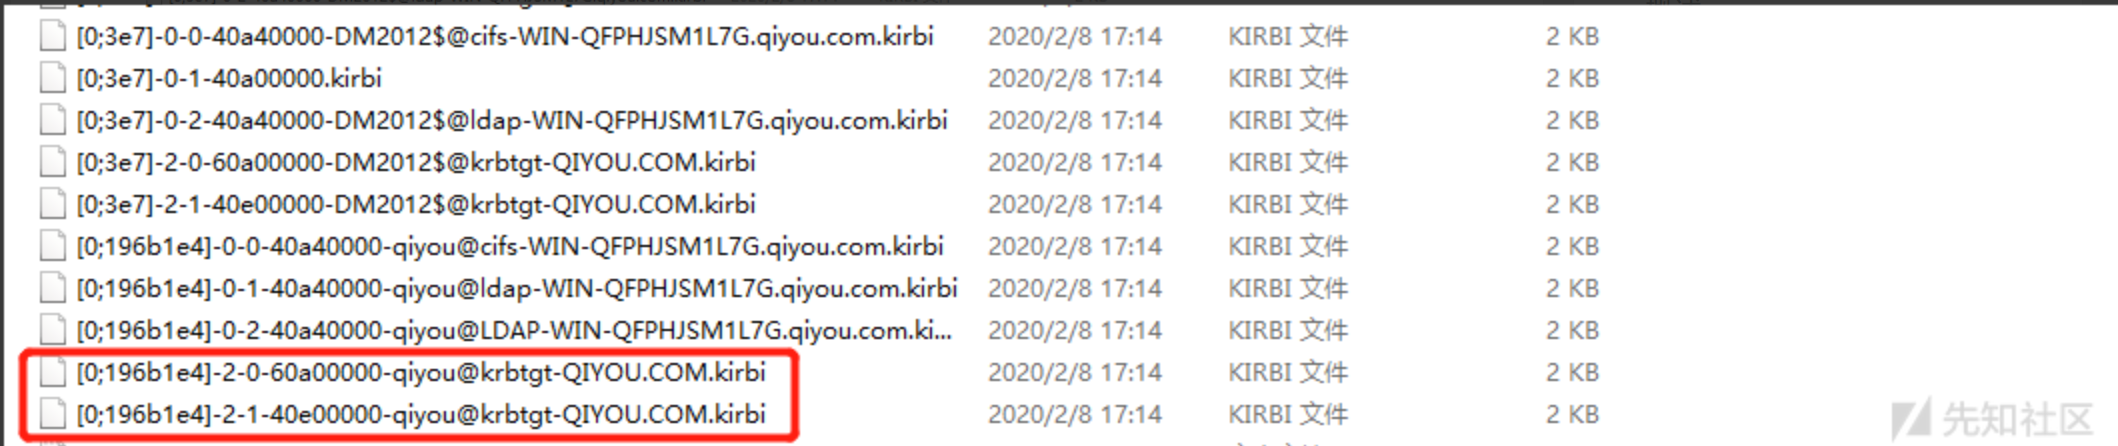 [0;3e7]-0-0-40a40000-DM2012$@cifs-WIN-QFPHJSM1L7G.qiyou.com.kirbi 2020/2/8 17:14 KIRBI 文件 2 KB
[0;3e7]-0-1-40a00000.kirbi 2020/2/8 17:14 KIRBI 文件 2 KB
[0;3e7]-0-2-40a40000-DM2012$@ldap-WIN-QFPHJSM1L7G.qiyou.com.kirbi 2020/2/8 17:14 KIRBI 文件 2 KB
[0;3e7]-2-0-60a00000-DM2012$@krbtgt-QIYOU.COM.kirbi 2020/2/8 17:14 KIRBI 文件 2 KB
[0;3e7]-2-1-40e00000-DM2012$@krbtgt-QIYOU.COM.kirbi 2020/2/8 17:14 KIRBI 文件 2 KB
[0;196b1e4]-0-0-40a40000-qiyou@cifs-WIN-QFPHJSM1L7G.qiyou.com.kirbi 2020/2/8 17:14 KIRBI 文件 2 KB
[0;196b1e4]-0-1-40a40000-qiyou@ldap-WIN-QFPHJSM1L7G.qiyou.com.kirbi 2020/2/8 17:14 KIRBI 文件 2 KB
[0;196b1e4]-0-2-40a40000-qiyou@LDAP-WIN-QFPHJSM1L7G.qiyou.com.ki... 2020/2/8 17:14 KIRBI 文件 2 KB
[0;196b1e4]-2-0-60a00000-qiyou@krbtgt-QIYOU.COM.kirbi 2020/2/8 17:14 KIRBI 文件 2 KB
[0;196b1e4]-2-1-40e00000-qiyou@krbtgt-QIYOU.COM.kirbi 2020/2/8 17:14 KIRBI 文件 2 KB
先知社区